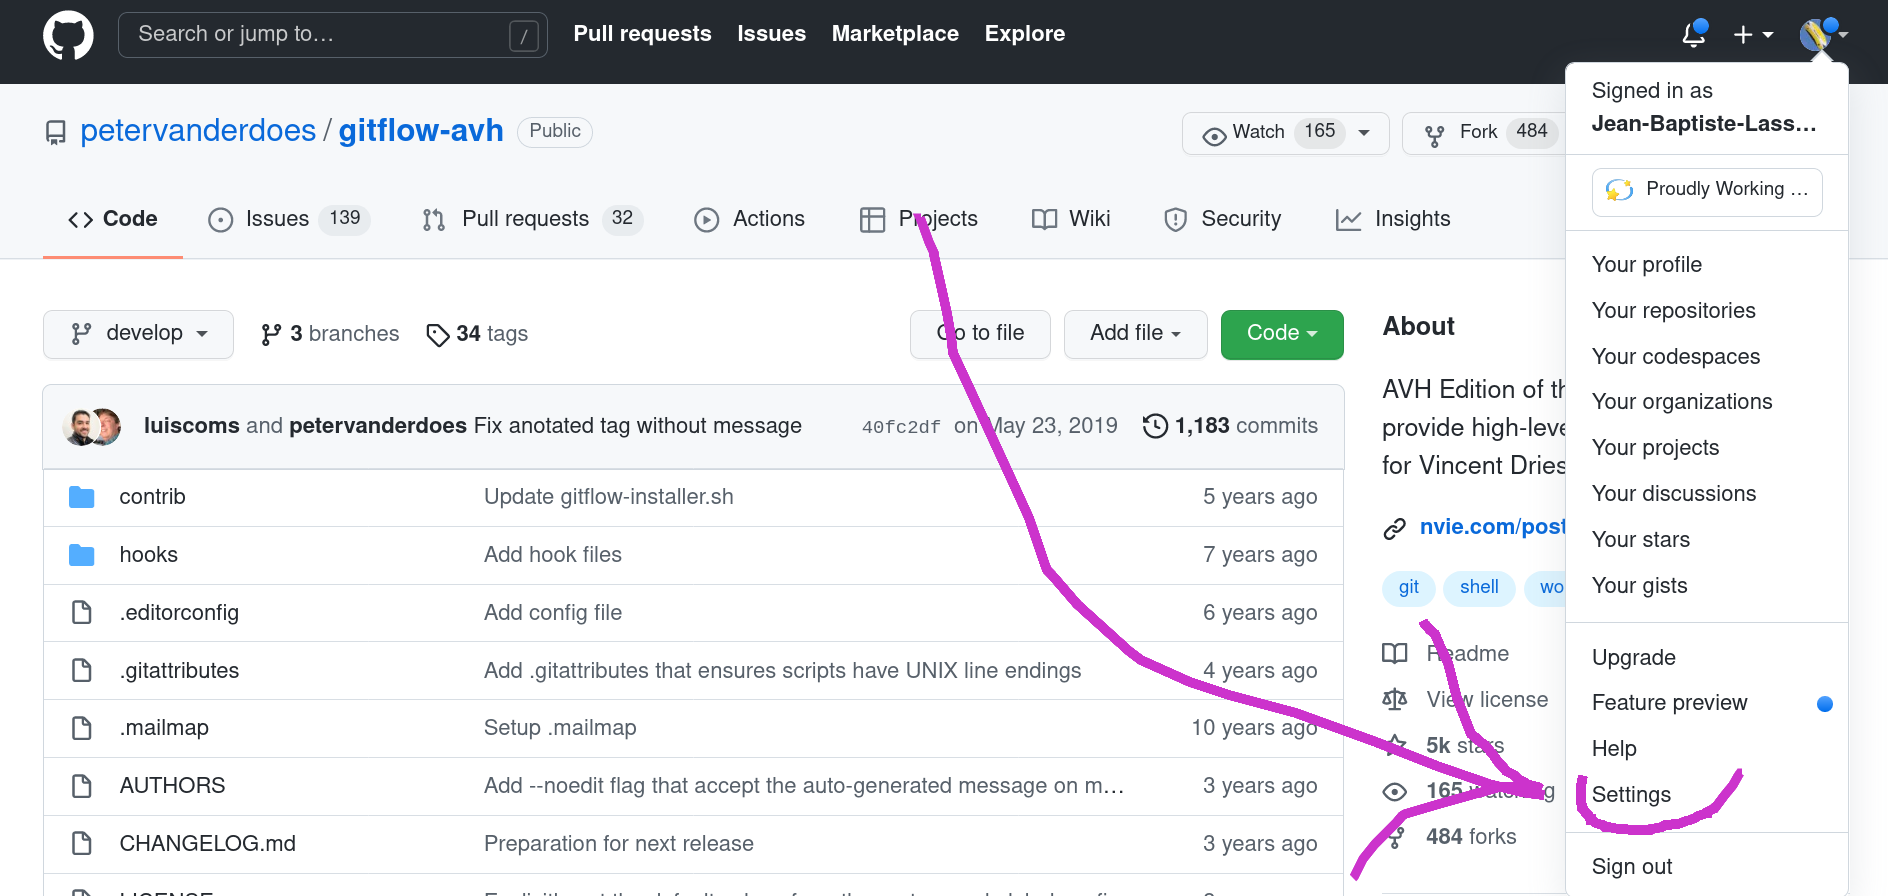 Search or jump to… /
Pull requests Issues Marketplace Explore
petervanderdoes / gitflow-avh Public
Watch 165
Fork 484
Code
Issues 139
Pull requests 32
Actions
Projects
Wiki
Security
Insights
develop
3 branches
34 tags
Go to file
Add file
Code
luiscoms and petervanderdoes Fix anotated tag without message 40fc2df on May 23, 2019 1,183 commits
contrib Update gitflow-installer.sh 5 years ago
hooks Add hook files 7 years ago
.editorconfig Add config file 6 years ago
.gitattributes Add .gitattributes that ensures scripts have UNIX line endings 4 years ago
.mailmap Setup .mailmap 10 years ago
AUTHORS Add --noedit flag that accept the auto-generated message on m… 3 years ago
CHANGELOG.md Preparation for next release 3 years ago
About
AVH Edition of
provide high-leve
for Vincent Dries
nvie.com/post
git shell wo
Readme
View license
5k stars
165 watching
484 forks
Signed in as
Jean-Baptiste-Lass…
Proudly Working …
Your profile
Your repositories
Your codespaces
Your organizations
Your projects
Your discussions
Your stars
Your gists
Upgrade
Feature preview
Help
Settings
Sign out